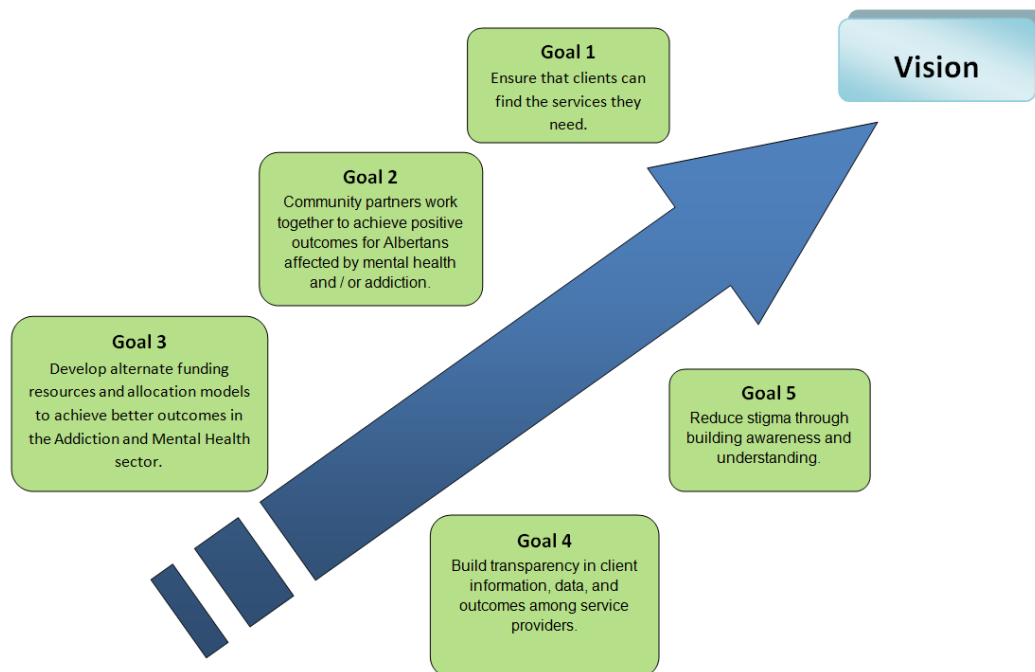 Vision
Goal 1
Ensure that clients can
find the services they
need.
Goal 2
Community partners work
together to achieve positive
outcomes for Albertans
affected by mental health
and / or addiction.
Goal 3
Develop alternate funding
resources and allocation models
to achieve better outcomes in
the Addiction and Mental Health
sector.
Goal 5
Reduce stigma through
building awareness and
understanding.
Goal 4
Build transparency in client
information, data, and
outcomes among service
providers.